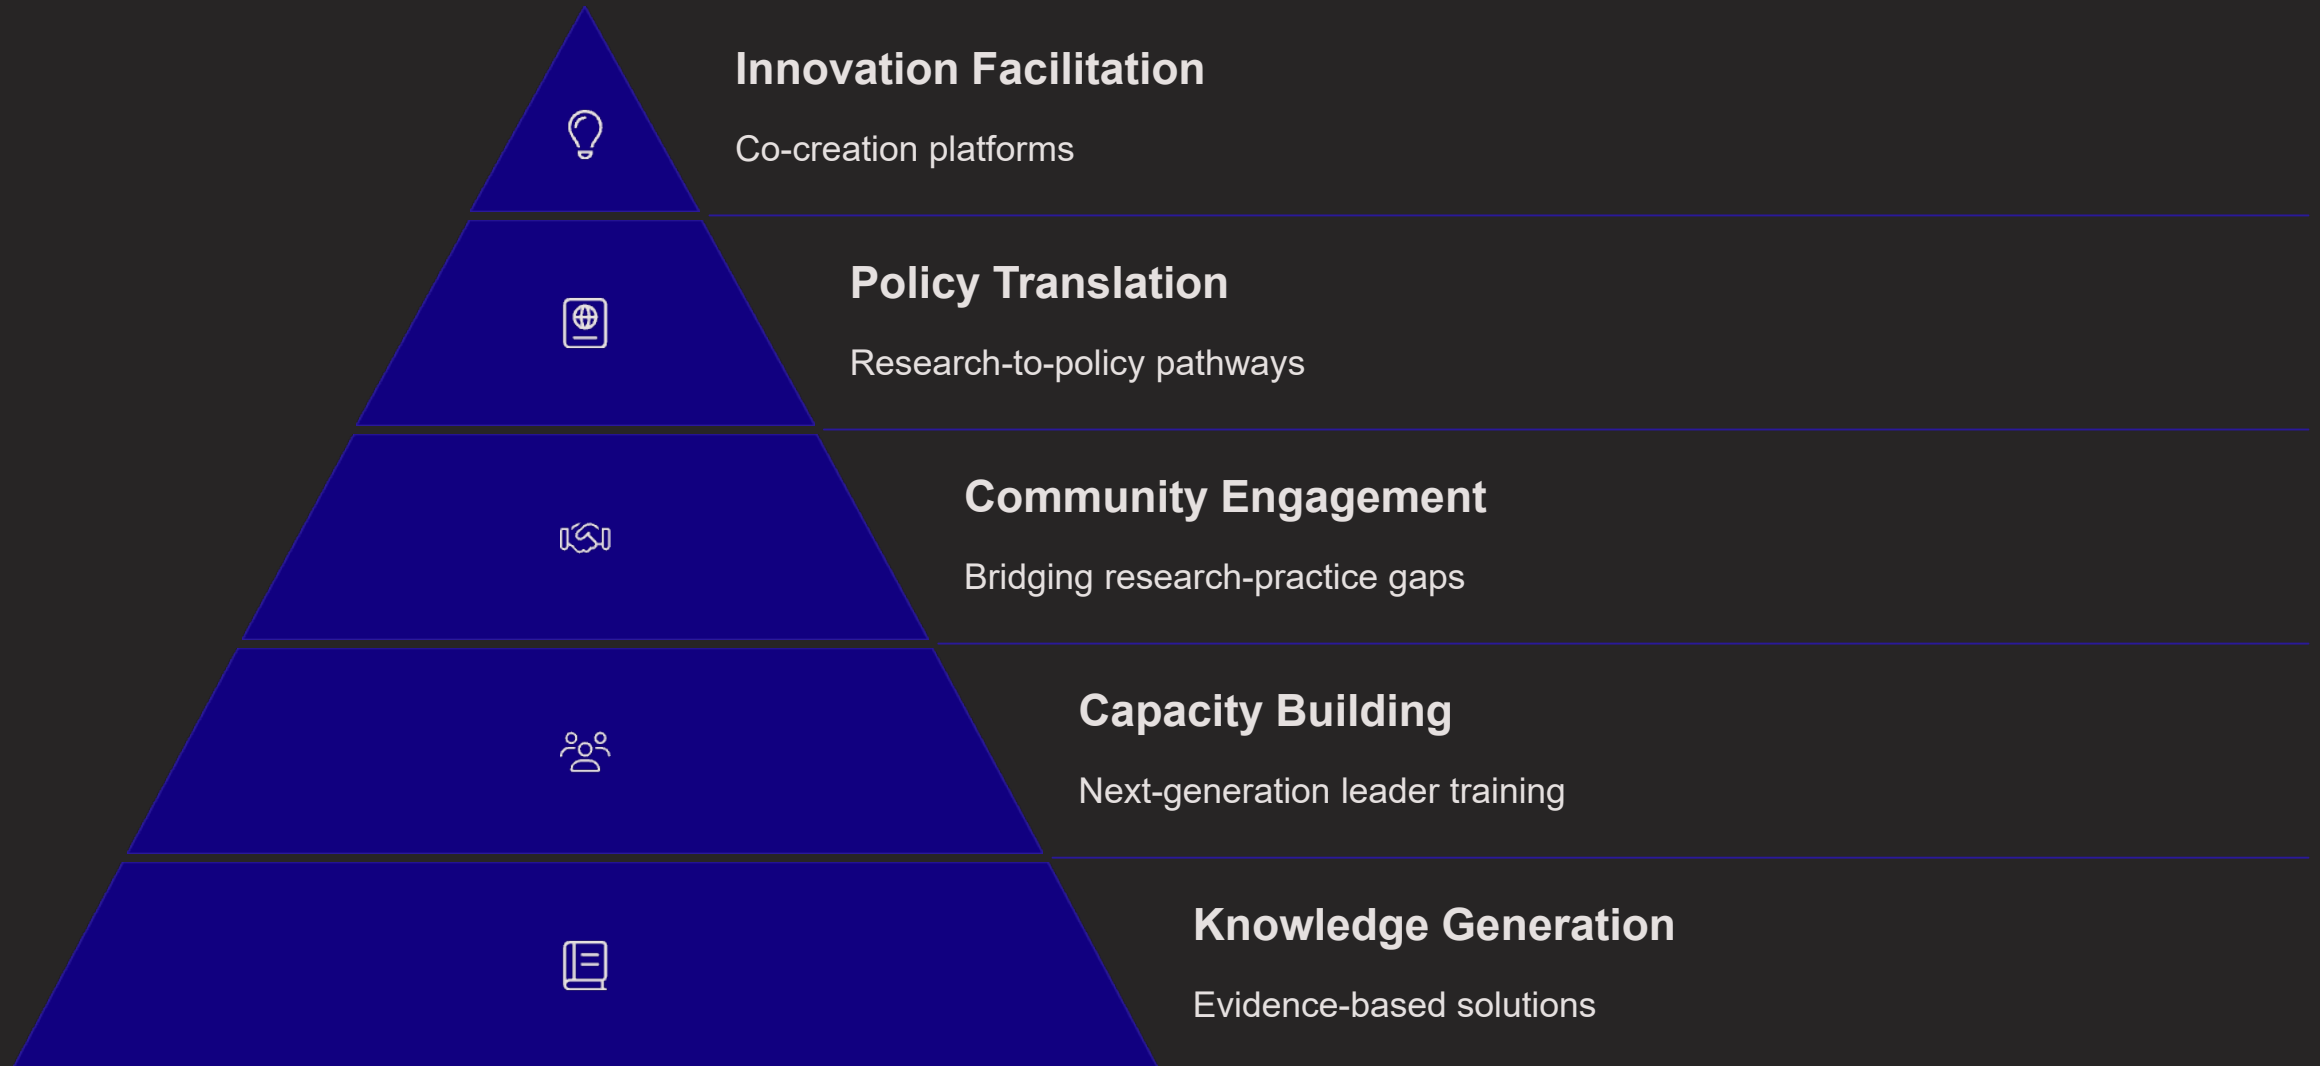 Innovation Facilitation
Co-creation platforms
Policy Translation
Research-to-policy pathways
Community Engagement
Bridging research-practice gaps
Capacity Building
Next-generation leader training
Knowledge Generation
Evidence-based solutions